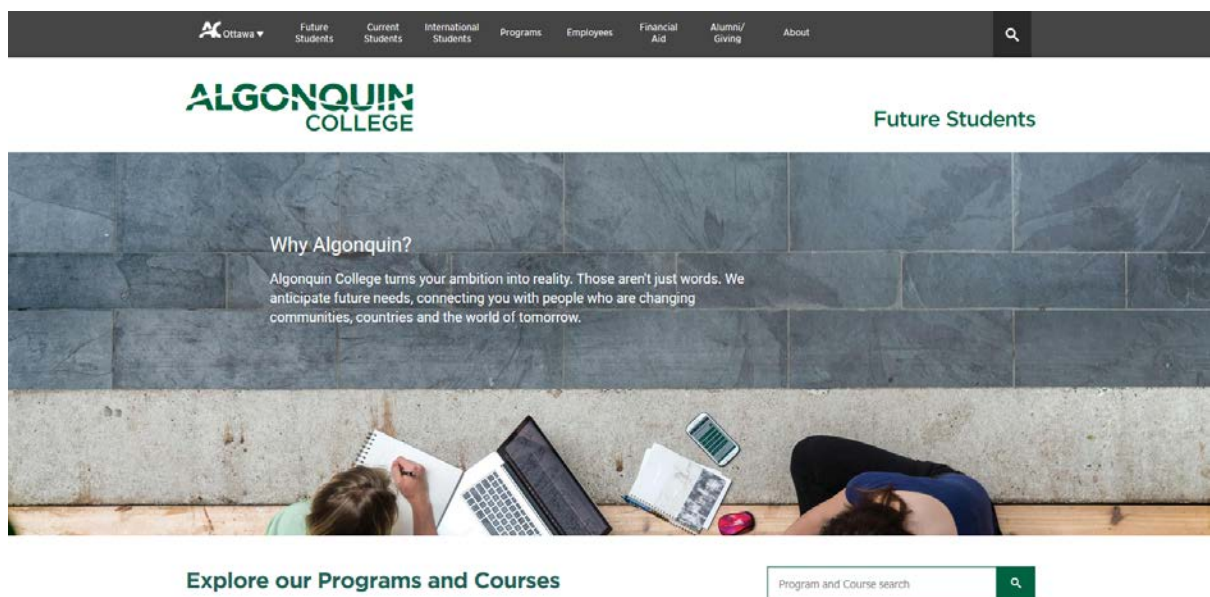 AC Ottawa ▼
Future Students
Current Students
International Students
Programs
Employees
Financial Aid
Alumni/ Giving
About
ALGONQUIN
COLLEGE
Future Students
Why Algonquin?
Algonquin College turns your ambition into reality. Those aren't just words. We
anticipate future needs, connecting you with people who are changing
communities, countries and the world of tomorrow.
Explore our Programs and Courses
Program and Course search